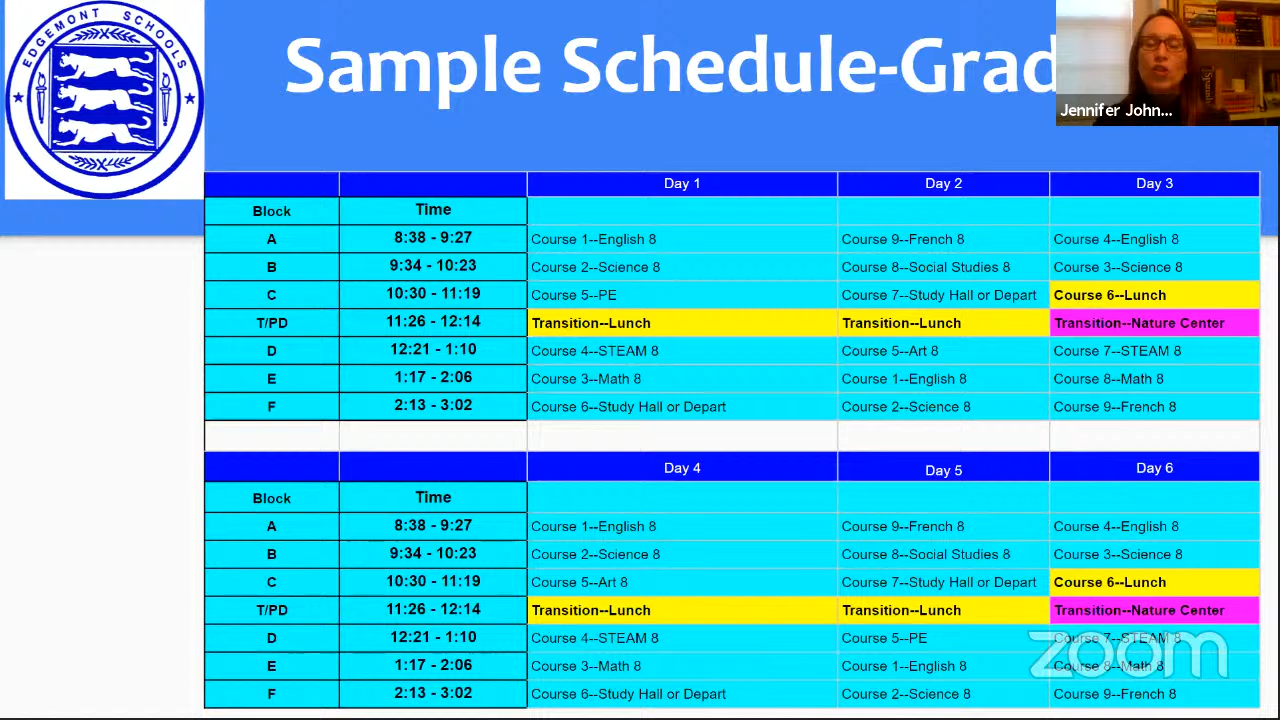 EDGEMONT SCHOOLS
Sample Schedule-Grad
Jennifer John...
Day 1 Day 2 Day 3
Block Time
A 8:38 - 9:27 Course 1--English 8 Course 9--French 8 Course 4--English 8
B 9:34 - 10:23 Course 2--Science 8 Course 8--Social Studies 8 Course 3--Science 8
C 10:30 - 11:19 Course 5--PE Course 7--Study Hall or Depart Course 6--Lunch
T/PD 11:26 - 12:14 Transition--Lunch Transition--Lunch Transition--Nature Center
D 12:21 - 1:10 Course 4--STEAM 8 Course 5--Art 8 Course 7--STEAM 8
E 1:17 - 2:06 Course 3--Math 8 Course 1--English 8 Course 8--Math 8
F 2:13 - 3:02 Course 6--Study Hall or Depart Course 2--Science 8 Course 9--French 8
Day 4 Day 5 Day 6
Block Time
A 8:38 - 9:27 Course 1--English 8 Course 9--French 8 Course 4--English 8
B 9:34 - 10:23 Course 2--Science 8 Course 8--Social Studies 8 Course 3--Science 8
C 10:30 - 11:19 Course 5--Art 8 Course 7--Study Hall or Depart Course 6--Lunch
T/PD 11:26 - 12:14 Transition--Lunch Transition--Lunch Transition--Nature Center
D 12:21 - 1:10 Course 4--STEAM 8 Course 5--PE Course 7--STEAM 8
E 1:17 - 2:06 Course 3--Math 8 Course 1--English 8 Course 8--Math 8
F 2:13 - 3:02 Course 6--Study Hall or Depart Course 2--Science 8 Course 9--French 8
zoom